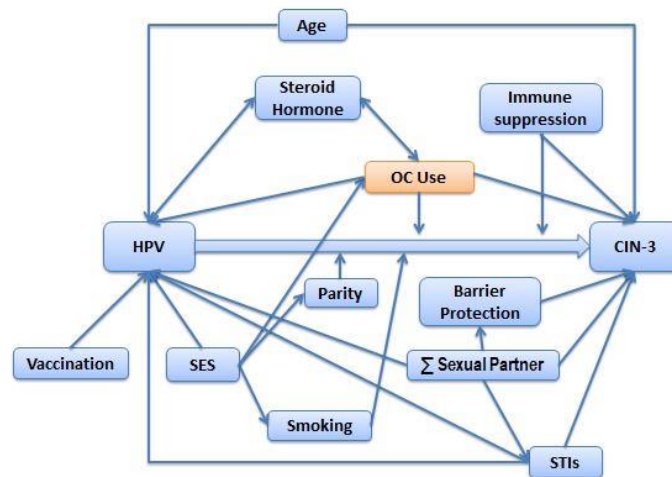 Age
Steroid
Hormone
Immune
suppression
OC Use
HPV
CIN-3
Parity
Barrier
Protection
Vaccination
SES
∑ Sexual Partner
Smoking
STIs